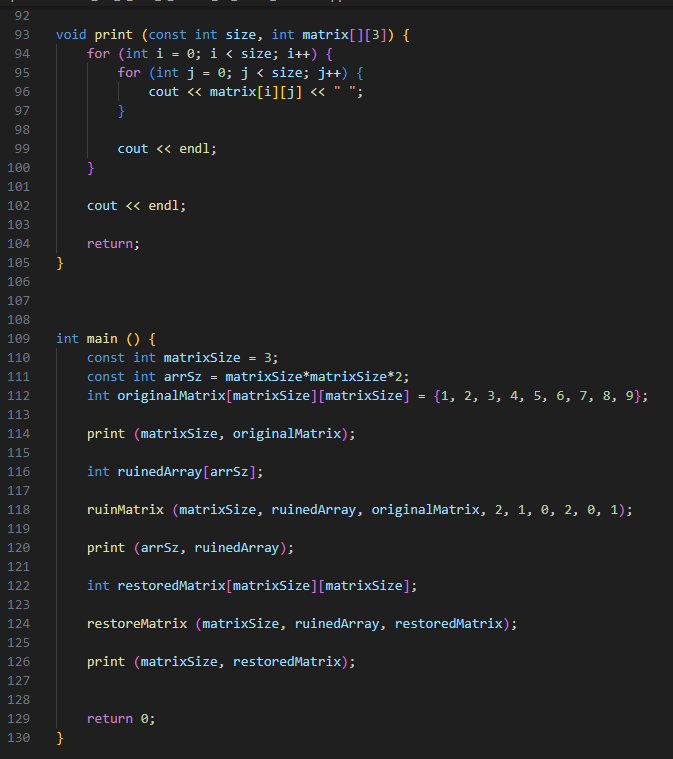 92
93 void print (const int size, int matrix[][3]) {
94     for (int i = 0; i < size; i++) {
95         for (int j = 0; j < size; j++) {
96             cout << matrix[i][j] << " ";
97         }
98
99         cout << endl;
100     }
101
102     cout << endl;
103
104     return;
105 }
106
107
108
109 int main () {
110     const int matrixSize = 3;
111     const int arrSz = matrixSize*matrixSize*2;
112     int originalMatrix[matrixSize][matrixSize] = {1, 2, 3, 4, 5, 6, 7, 8, 9};
113
114     print (matrixSize, originalMatrix);
115
116     int ruinedArray[arrSz];
117
118     ruinMatrix (matrixSize, ruinedArray, originalMatrix, 2, 1, 0, 2, 0, 1);
119
120     print (arrSz, ruinedArray);
121
122     int restoredMatrix[matrixSize][matrixSize];
123
124     restoreMatrix (matrixSize, ruinedArray, restoredMatrix);
125
126     print (matrixSize, restoredMatrix);
127
128
129     return 0;
130 }